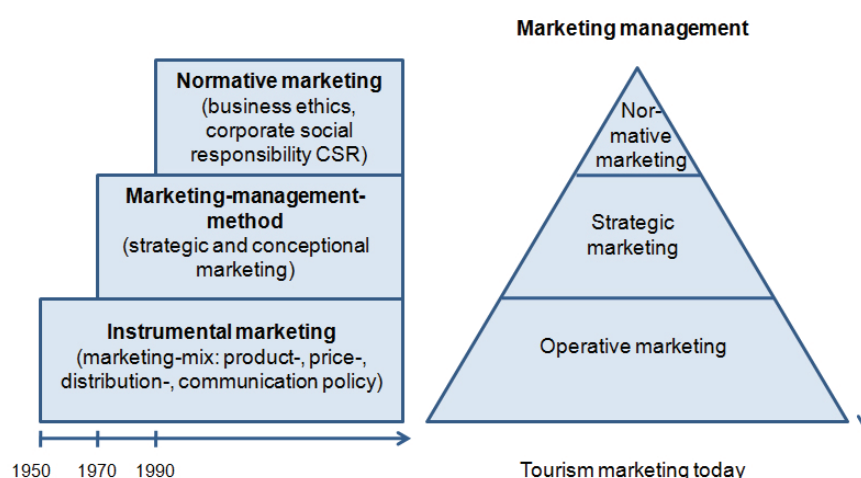 Marketing management
Normative marketing
(business ethics,
corporate social
responsibility CSR)
Marketing-management-
method
(strategic and conceptional
marketing)
Instrumental marketing
(marketing-mix: product-, price-,
distribution-, communication policy)
1950 1970 1990
Nor-
mative
marketing
Strategic
marketing
Operative marketing
Tourism marketing today